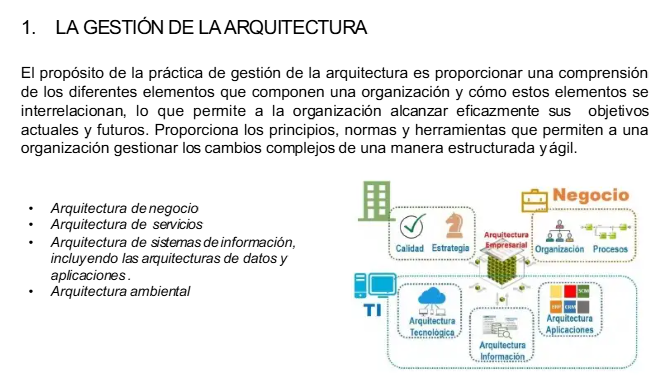 1. LA GESTIÓN DE LA ARQUITECTURA
El propósito de la práctica de gestión de la arquitectura es proporcionar una comprensión
de los diferentes elementos que componen una organización y cómo estos elementos se
interrelacionan, lo que permite a la organización alcanzar eficazmente sus objetivos
actuales y futuros. Proporciona los principios, normas y herramientas que permiten a una
organización gestionar los cambios complejos de una manera estructurada y ágil.
• Arquitectura de negocio
• Arquitectura de servicios
• Arquitectura de sistemas de información,
incluyendo las arquitecturas de datos y
aplicaciones.
• Arquitectura ambiental
Negocio
Calidad
Estrategia
Arquitectura
Empresarial
Organización
Procesos
TI
Arquitectura
Tecnológica
Arquitectura
Información
SCM
ERP
CRM
Arquitectura
Aplicaciones